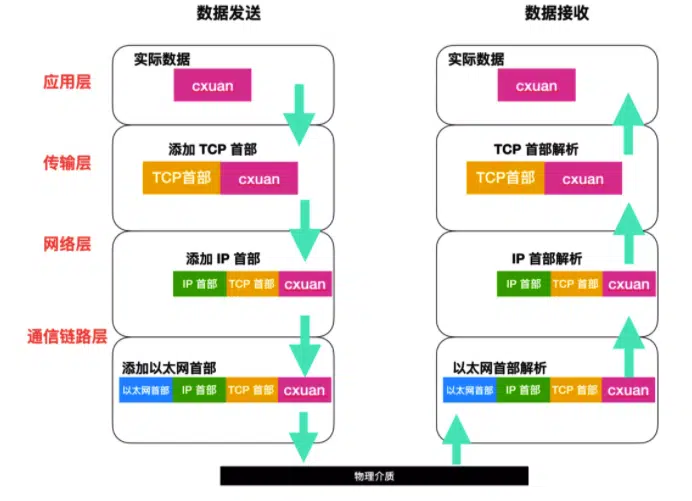 数据发送
数据接收
应用层
实际数据
cxuan
实际数据
cxuan
传输层
添加 TCP 首部
TCP首部 cxuan
TCP 首部解析
TCP首部 cxuan
网络层
添加 IP 首部
IP 首部 TCP 首部 cxuan
IP 首部解析
IP 首部 TCP 首部 cxuan
通信链路层
添加以太网首部
以太网首部 IP 首部 TCP 首部 cxuan
以太网首部解析
以太网首部 IP 首部 TCP 首部 cxuan
物理介质